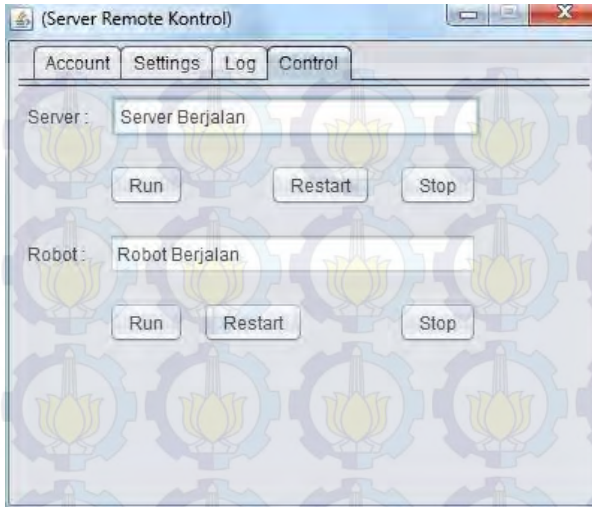 (Server Remote Kontrol)
Account Settings Log Control
Server : Server Berjalan
Run Restart Stop
Robot : Robot Berjalan
Run Restart Stop